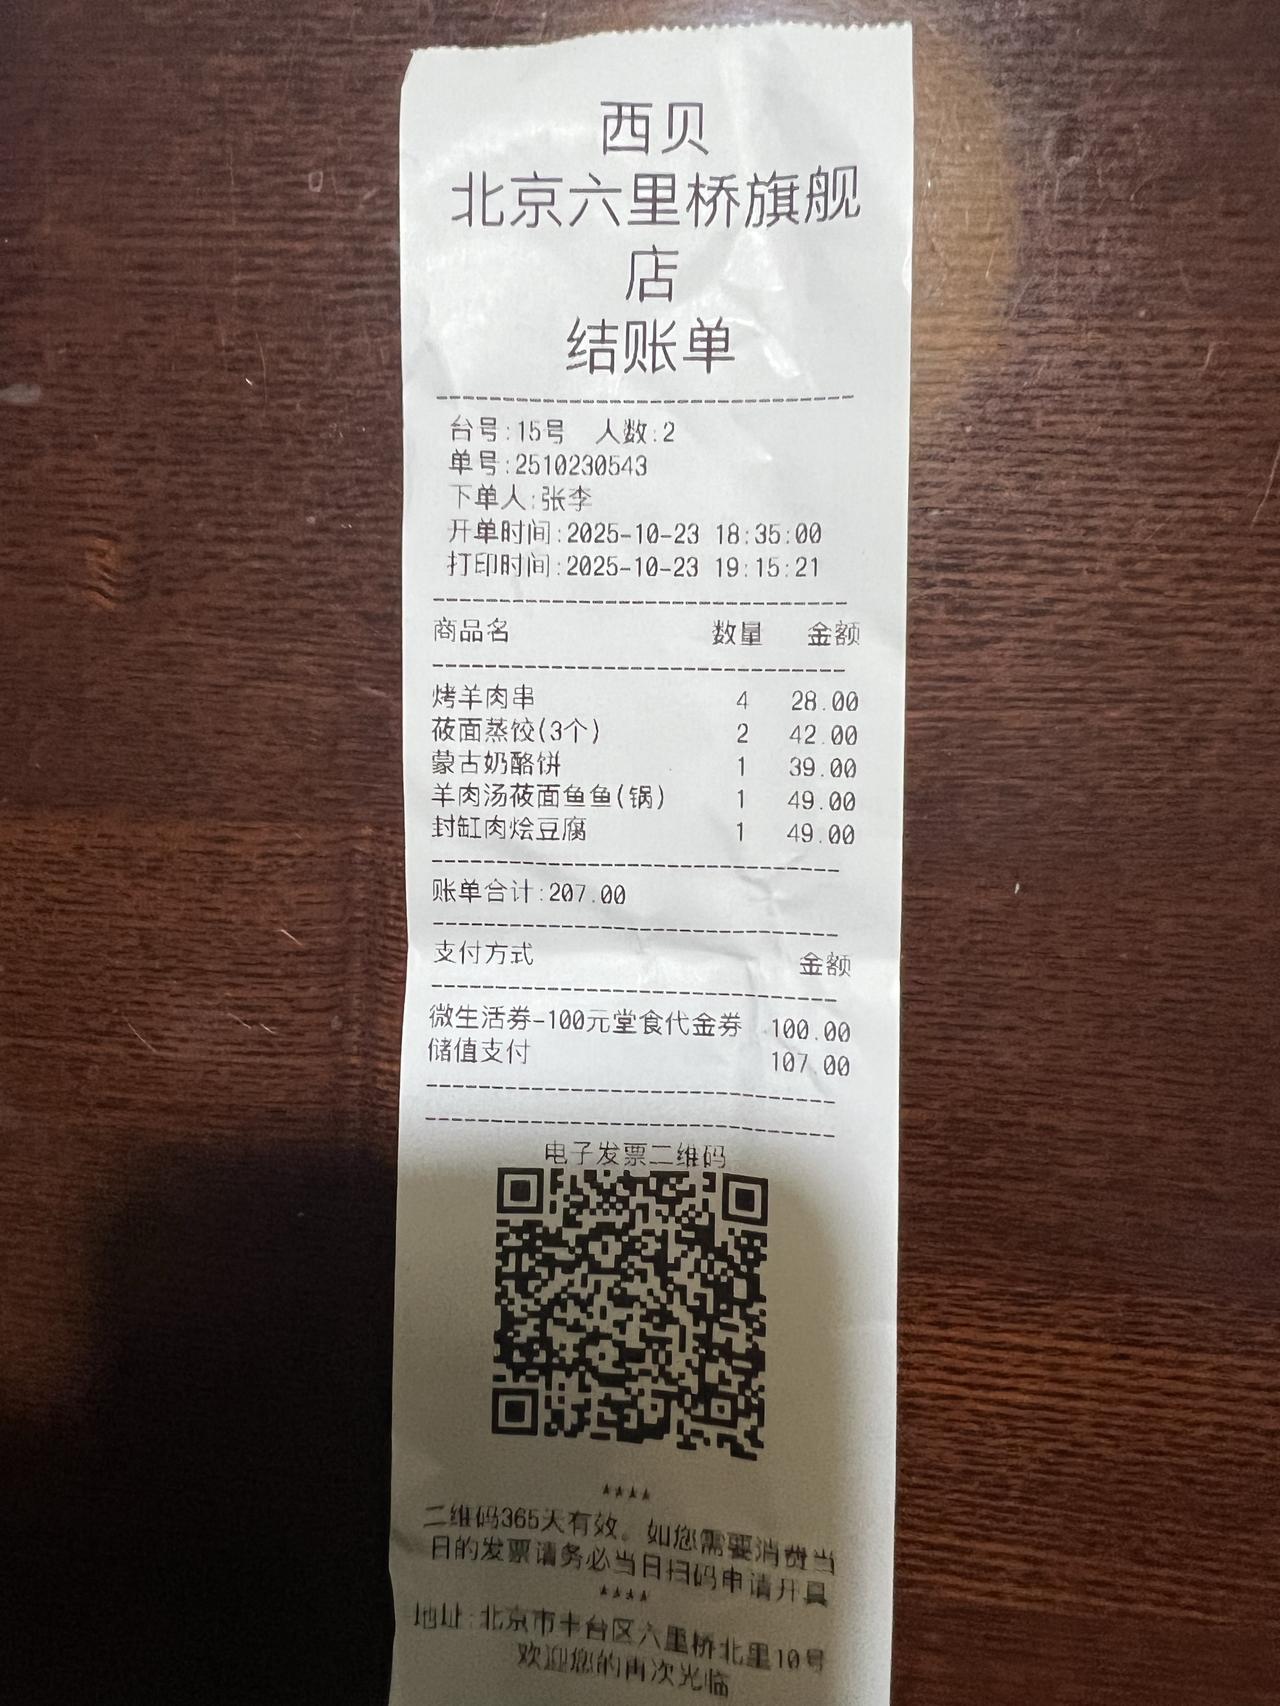 西贝
北京六里桥旗舰
店
结账单
台号:15号 人数:2
单号:2510230543
下单人:张李
开单时间:2025-10-23 18:35:00
打印时间:2025-10-23 19:15:21
商品名 数量 金额
烤羊肉串 4 28.00
莜面蒸饺(3个) 2 42.00
蒙古奶酪饼 1 39.00
羊肉汤莜面鱼鱼(锅) 1 49.00
封缸肉烩豆腐 1 49.00
账单合计:207.00
支付方式 金额
微生活券-100元堂食代金券 100.00
储值支付 107.00
电子发票二维码
****
二维码365天有效。如您需要消费当
日的发票请务必当日扫码申请开具
****
地址:北京市丰台区六里桥北里10号
欢迎您的再次光临